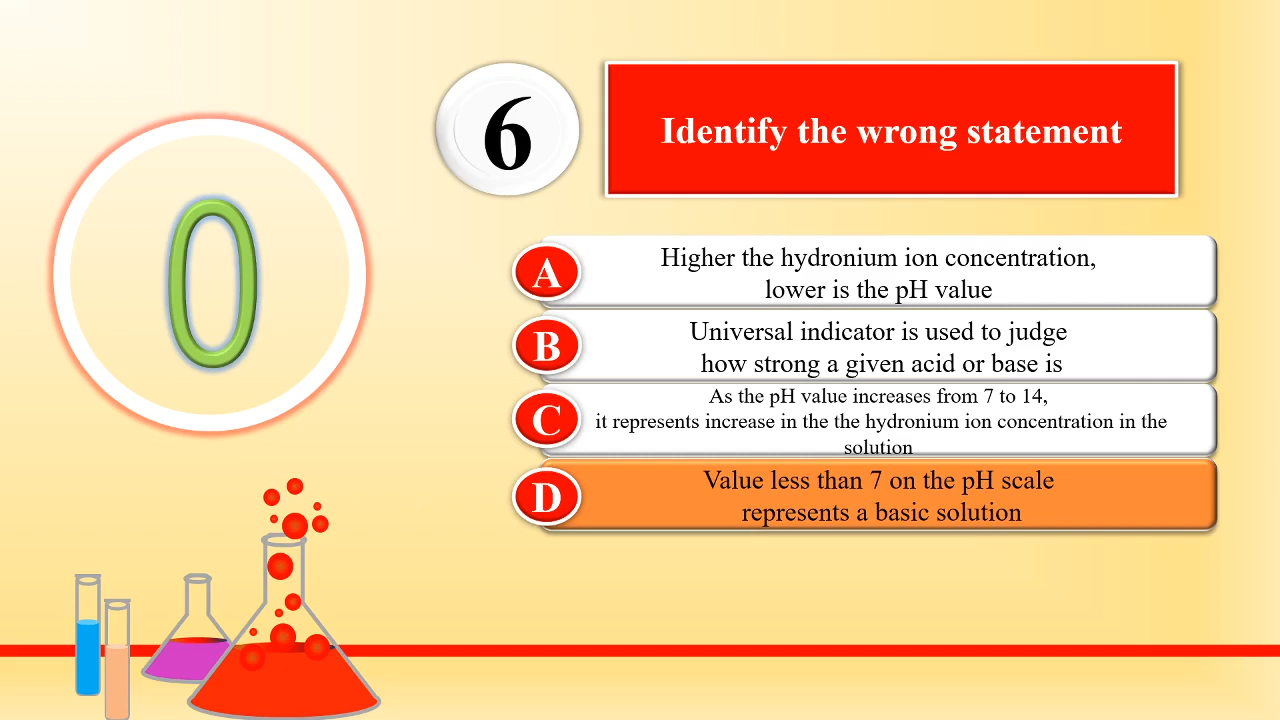 0
6
Identify the wrong statement
A
Higher the hydronium ion concentration,
lower is the pH value
B
Universal indicator is used to judge
how strong a given acid or base is
C
As the pH value increases from 7 to 14,
it represents increase in the the hydronium ion concentration in the
solution
D
Value less than 7 on the pH scale
represents a basic solution